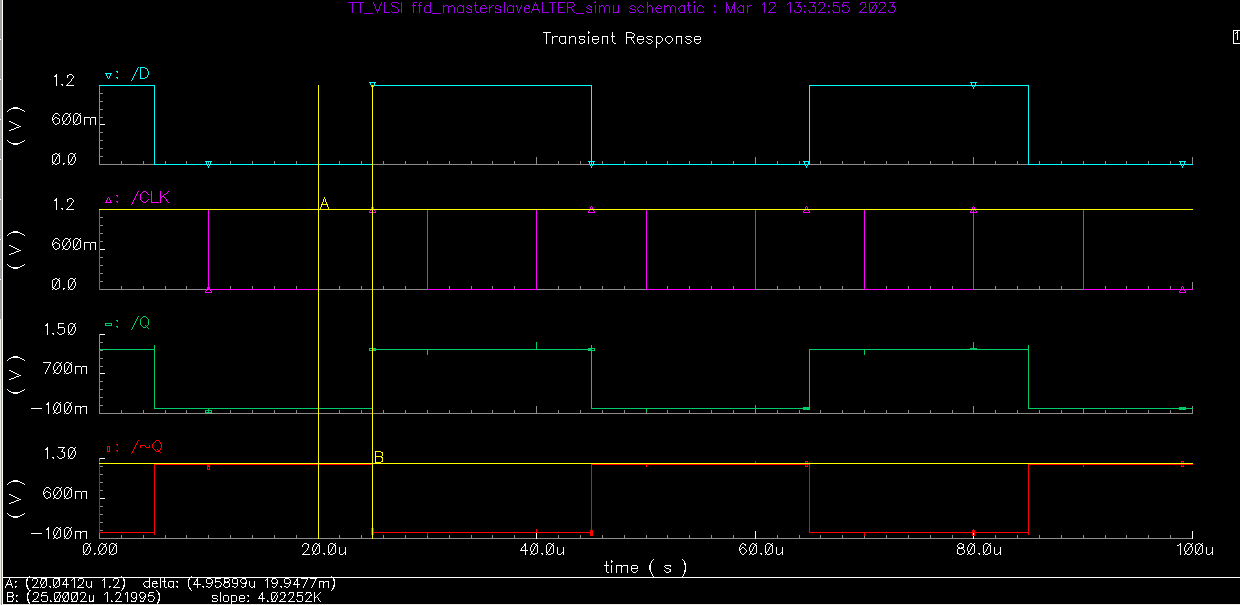 TT_VLSI ffd_masterslaveALTER_simu schematic : Mar 12 13:32:55 2023
Transient Response
: /D
1.2
600m
0.0
(V)
: /CLK
1.2
600m
0.0
(V)
A
: /Q
1.50
700m
-100m
(V)
: /~Q
1.30
600m
-100m
(V)
B
0.00 20.0u 40.0u 60.0u 80.0u 100u
time ( s )
A: (20.0412u 1.2) delta: (4.95899u 19.9477m)
B: (25.0002u 1.21995) slope: 4.02252K